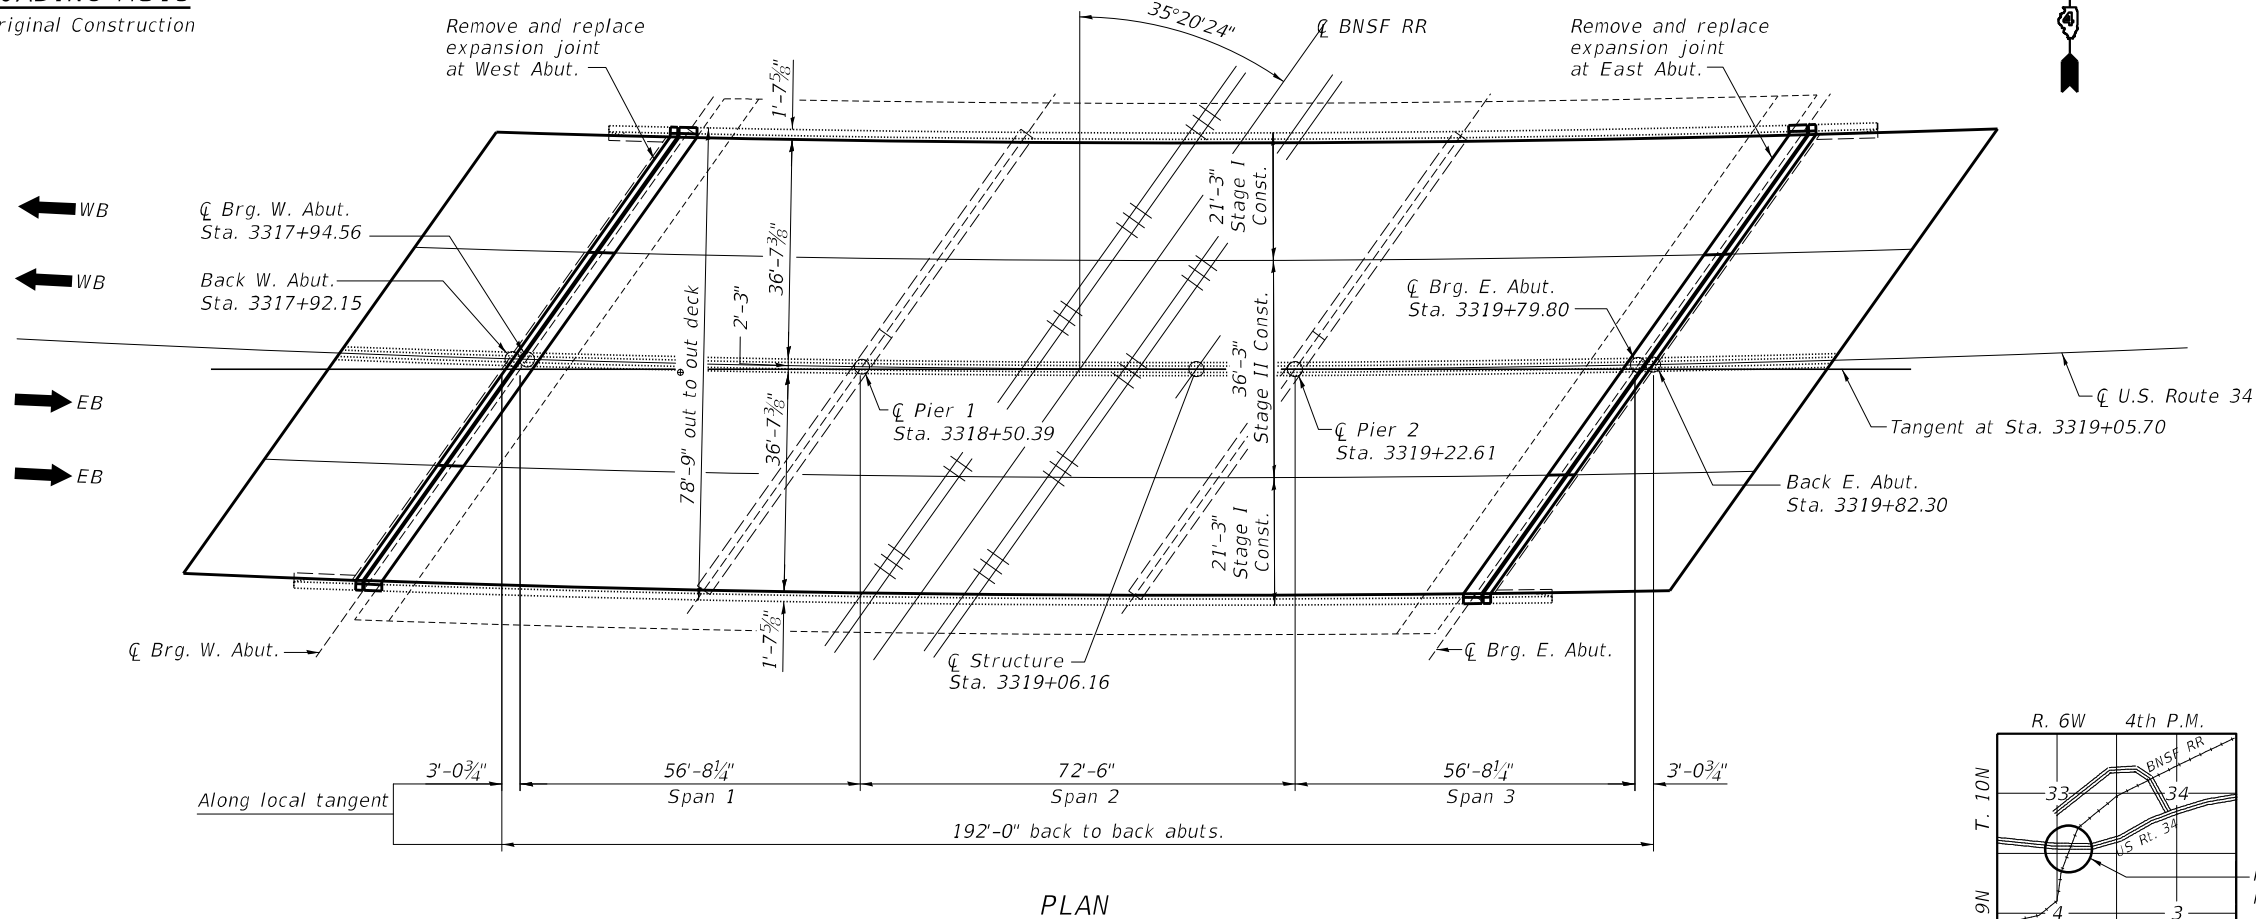 Original Construction
Remove and replace
expansion joint
at West Abut.
1'-7⅝"
35°20'24"
℄ BNSF RR
Remove and replace
expansion joint
at East Abut.
4
WB
WB
EB
EB
℄ Brg. W. Abut.
Sta. 3317+94.56
Back W. Abut.
Sta. 3317+92.15
78'-9" out to out deck
2'-3"
36'-7⅜"
36'-7⅜"
1'-7⅝"
21'-3"
Stage I
Const.
36'-3"
Stage II Const.
21'-3"
Stage I
Const.
℄ Brg. E. Abut.
Sta. 3319+79.80
℄ Pier 1
Sta. 3318+50.39
℄ Pier 2
Sta. 3319+22.61
℄ U.S. Route 34
Tangent at Sta. 3319+05.70
Back E. Abut.
Sta. 3319+82.30
℄ Brg. W. Abut.
℄ Structure
Sta. 3319+06.16
℄ Brg. E. Abut.
3'-0¾"
56'-8¼"
72'-6"
56'-8¼"
3'-0¾"
Along local tangent
Span 1
Span 2
Span 3
192'-0" back to back abuts.
PLAN
R. 6W 4th P.M.
T. 10N
9N
BNSF RR
33
34
US Rt. 34
4
3